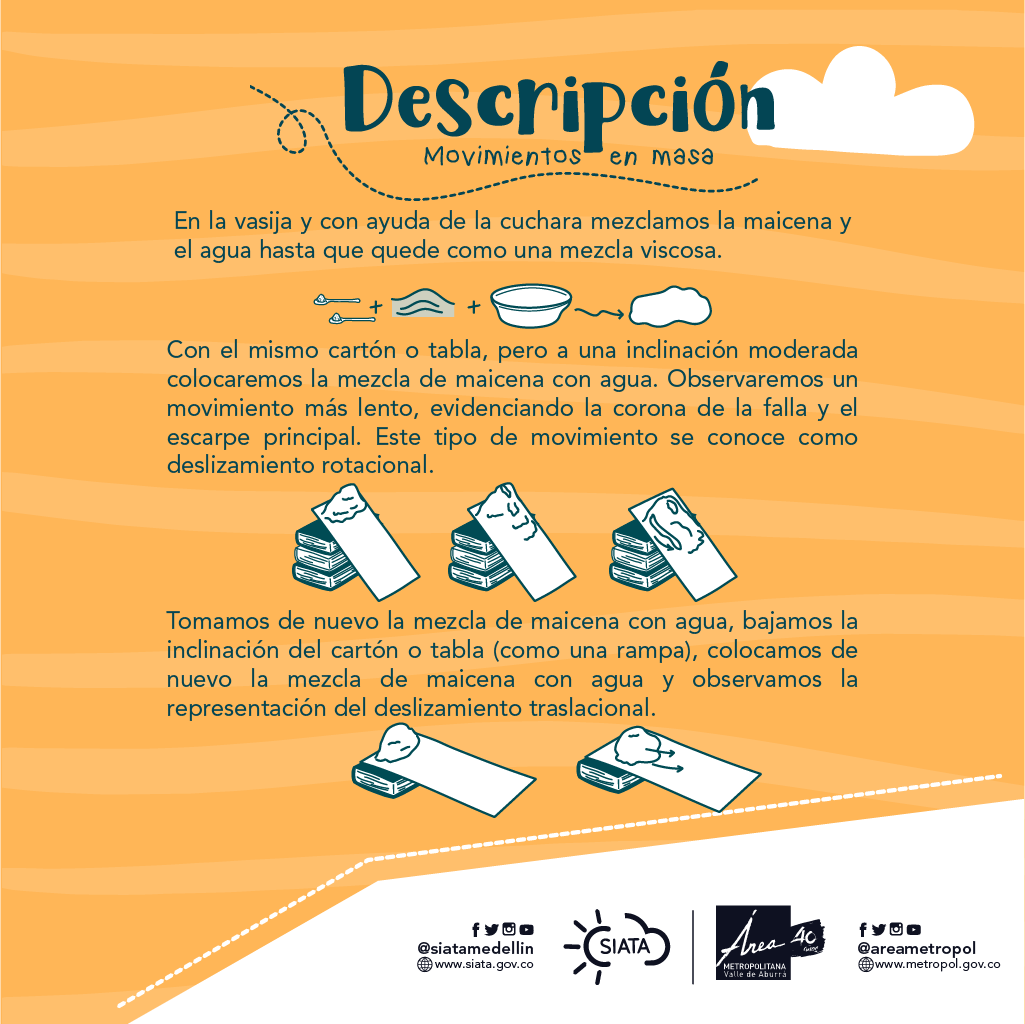 Descripción
Movimientos en masa
En la vasija y con ayuda de la cuchara mezclamos la maicena y
el agua hasta que quede como una mezcla viscosa.
+ +
Con el mismo cartón o tabla, pero a una inclinación moderada
colocaremos la mezcla de maicena con agua. Observaremos un
movimiento más lento, evidenciando la corona de la falla y el
escarpe principal. Este tipo de movimiento se conoce como
deslizamiento rotacional.
Tomamos de nuevo la mezcla de maicena con agua, bajamos la
inclinación del cartón o tabla (como una rampa), colocamos de
nuevo la mezcla de maicena con agua y observamos la
representación del deslizamiento traslacional.
@siatamedellin
www.siata.gov.co
SIATA
Área 40
METROPOLITANA
Valle de Aburrá
@areametropol
www.metropol.gov.co